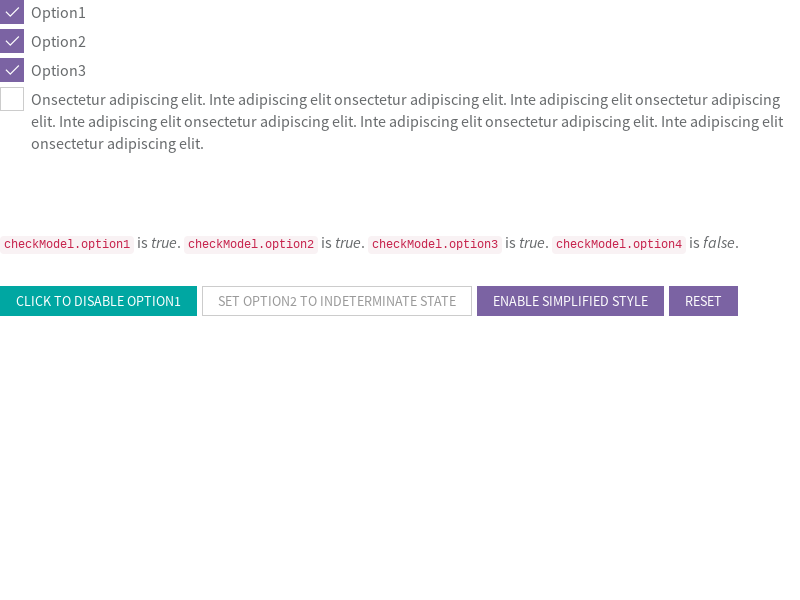 Option1
Option2
Option3
Onsectetur adipiscing elit. Inte adipiscing elit onsectetur adipiscing elit. Inte adipiscing elit onsectetur adipiscing
elit. Inte adipiscing elit onsectetur adipiscing elit. Inte adipiscing elit onsectetur adipiscing elit. Inte adipiscing elit
onsectetur adipiscing elit.
checkModel.option1 is true. checkModel.option2 is true. checkModel.option3 is true. checkModel.option4 is false.
CLICK TO DISABLE OPTION1 SET OPTION2 TO INDETERMINATE STATE ENABLE SIMPLIFIED STYLE RESET